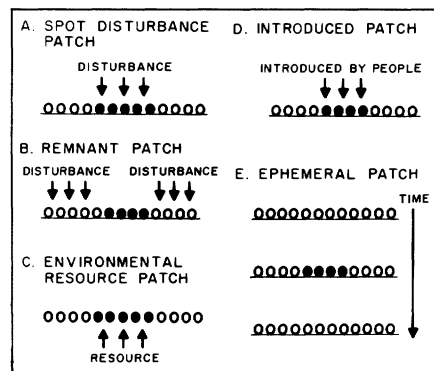 A. SPOT DISTURBANCE
PATCH
DISTURBANCE
B. REMNANT PATCH
DISTURBANCE DISTURBANCE
C. ENVIRONMENTAL
RESOURCE PATCH
RESOURCE
D. INTRODUCED PATCH
INTRODUCED BY PEOPLE
E. EPHEMERAL PATCH
TIME